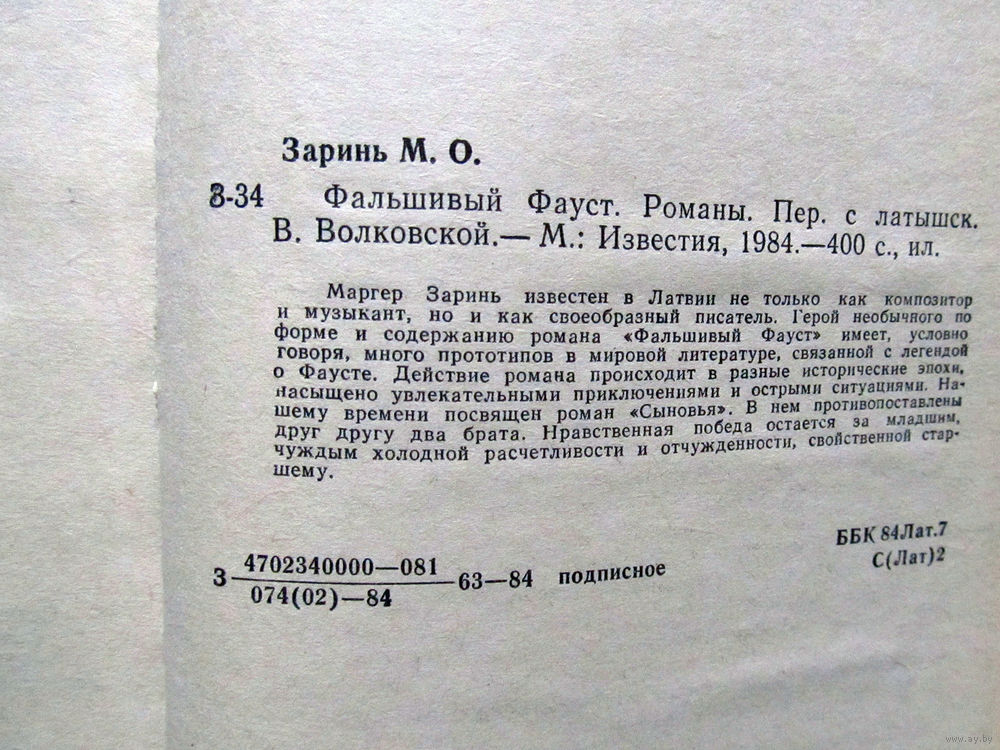 Заринь М. О.
З-34 Фальшивый Фауст. Романы. Пер. с латышск.
В. Волковской.— М.: Известия, 1984.—400 с., ил.
Маргер Заринь известен в Латвии не только как композитор
и музыкант, но и как своеобразный писатель. Герой необычного по
форме и содержанию романа «Фальшивый Фауст» имеет, условно
говоря, много прототипов в мировой литературе, связанной с легендой
о Фаусте. Действие романа происходит в разные исторические эпохи,
насыщено увлекательными приключениями и острыми ситуациями. На-
шему времени посвящен роман «Сыновья». В нем противопоставлены
друг другу два брата. Нравственная победа остается за младшим,
чуждым холодной расчетливости и отчужденности, свойственной стар-
шему.
ББК 84Лат.7
С(Лат)2
З 4702340000—081
074(02)—84 63—84 подписное
www.ay.by